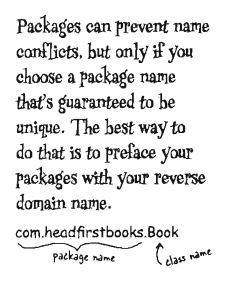 Packages can prevent name
conflicts, but only if you
choose a package name
that's guaranteed to be
unique. The best way to
do that is to preface your
packages with your reverse
domain name.
com.headfirstbooks.Book
package name
class name